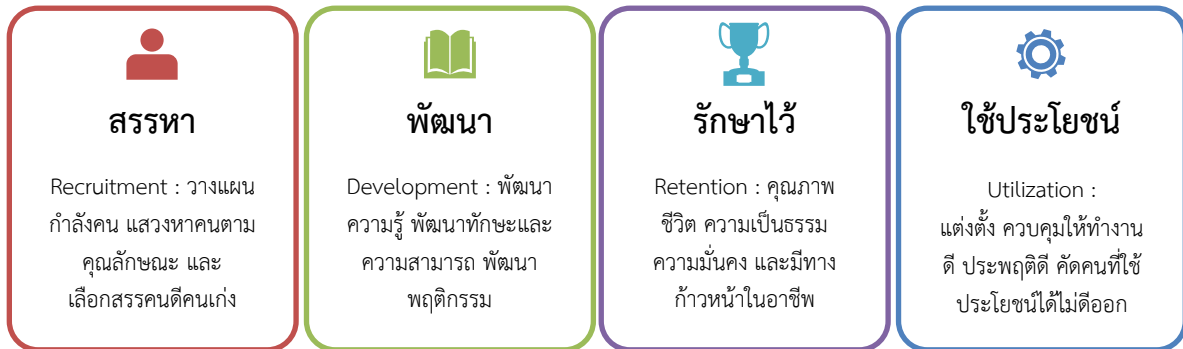 สรรหา
Recruitment : วางแผน
กำลังคน แสวงหาคนตาม
คุณลักษณะ และ
เลือกสรรคนดีคนเก่ง
พัฒนา
Development : พัฒนา
ความรู้ พัฒนาทักษะและ
ความสามารถ พัฒนา
พฤติกรรม
รักษาไว้
Retention : คุณภาพ
ชีวิต ความเป็นธรรม
ความมั่นคง และมีทาง
ก้าวหน้าในอาชีพ
ใช้ประโยชน์
Utilization :
แต่งตั้ง ควบคุมให้ทำงาน
ดี ประพฤติดี คัดคนที่ใช้
ประโยชน์ได้ไม่ดีออก